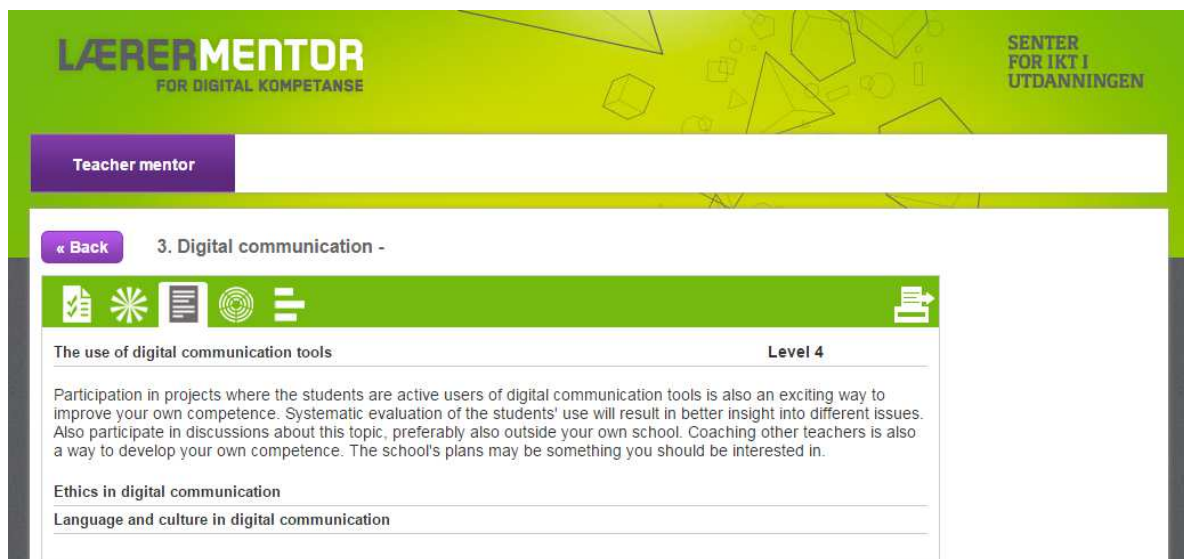 LÆRERMENTOR
FOR DIGITAL KOMPETANSE
SENTER
FOR IKT I
UTDANNINGEN
Teacher mentor
« Back
3. Digital communication -
The use of digital communication tools Level 4
Participation in projects where the students are active users of digital communication tools is also an exciting way to
improve your own competence. Systematic evaluation of the students' use will result in better insight into different issues.
Also participate in discussions about this topic, preferably also outside your own school. Coaching other teachers is also
a way to develop your own competence. The school's plans may be something you should be interested in.
Ethics in digital communication
Language and culture in digital communication